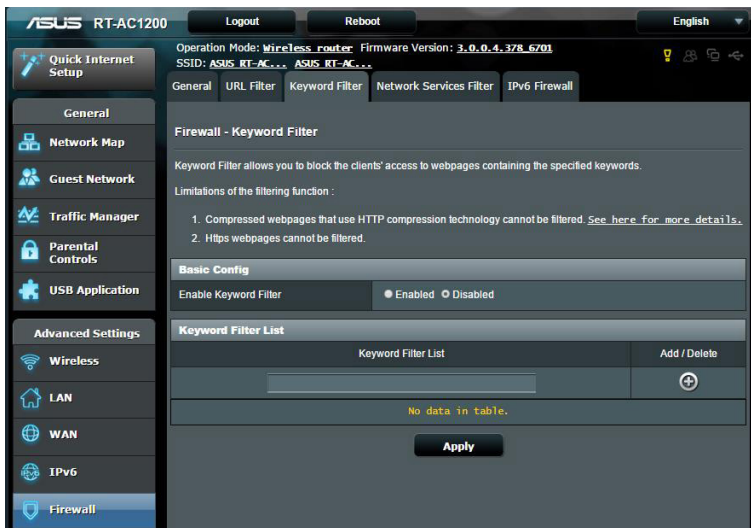 ASUS RT-AC1200 Logout Reboot English
Operation Mode: Wireless router Firmware Version: 3.0.0.4.378_6701
SSID: ASUS RT-AC... ASUS RT-AC...
Quick Internet
Setup
General URL Filter Keyword Filter Network Services Filter IPv6 Firewall
General
Network Map
Guest Network
Traffic Manager
Parental
Controls
USB Application
Advanced Settings
Wireless
LAN
WAN
IPv6
Firewall
Firewall - Keyword Filter
Keyword Filter allows you to block the clients' access to webpages containing the specified keywords.
Limitations of the filtering function :
1. Compressed webpages that use HTTP compression technology cannot be filtered. See here for more details.
2. Https webpages cannot be filtered.
Basic Config
Enable Keyword Filter Enabled Disabled
Keyword Filter List
Keyword Filter List Add / Delete
No data in table.
Apply